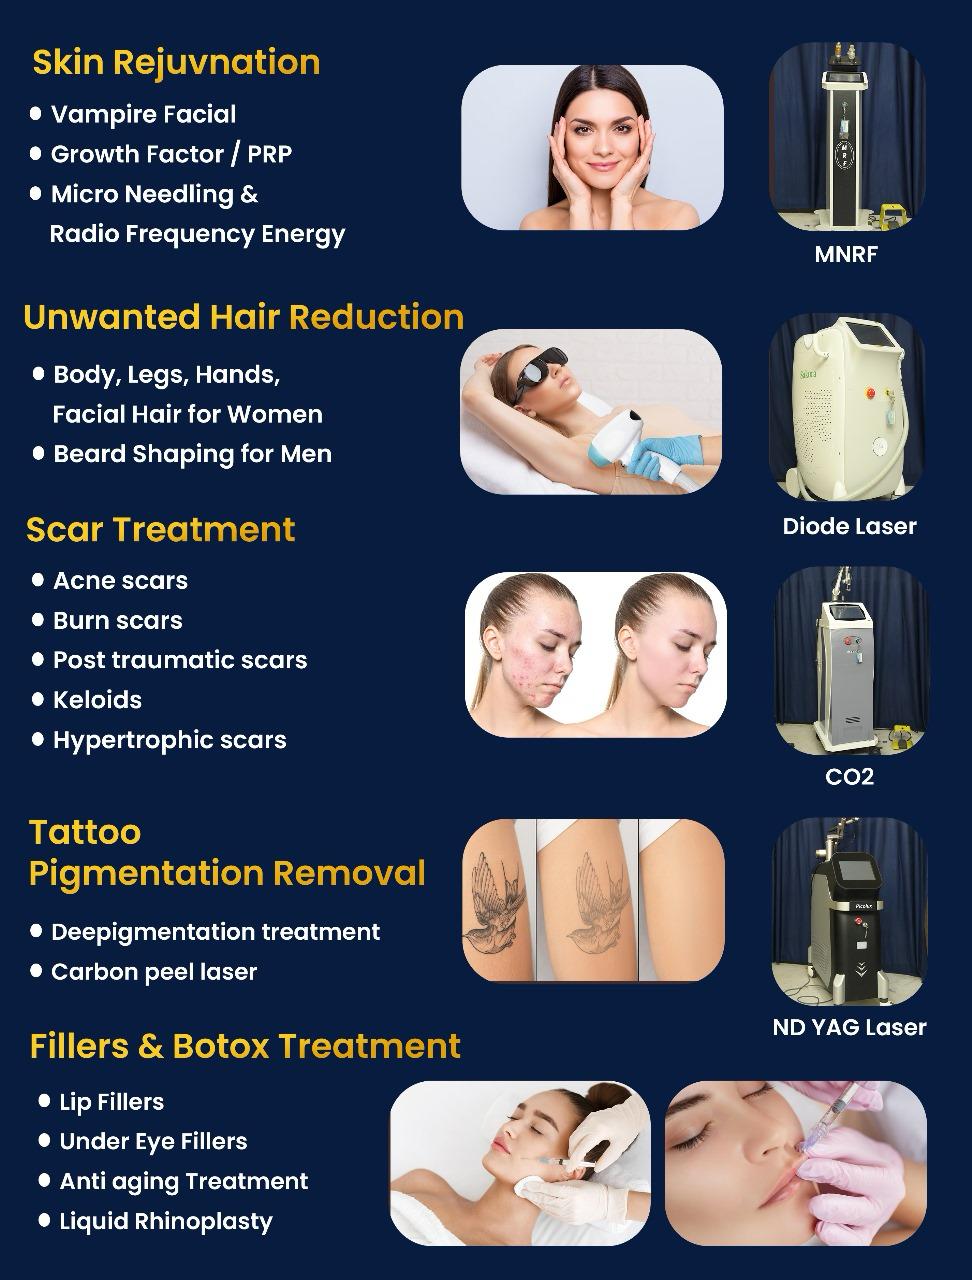 Skin Rejuvnation
Vampire Facial
Growth Factor / PRP
Micro Needling &
Radio Frequency Energy
M
R
F
MNRF
Unwanted Hair Reduction
Body, Legs, Hands,
Facial Hair for Women
Beard Shaping for Men
Diode Laser
Scar Treatment
Acne scars
Burn scars
Post traumatic scars
Keloids
Hypertrophic scars
CO2
Tattoo
Pigmentation Removal
Deepigmentation treatment
Carbon peel laser
Picolux
ND YAG Laser
Fillers & Botox Treatment
Lip Fillers
Under Eye Fillers
Anti aging Treatment
Liquid Rhinoplasty